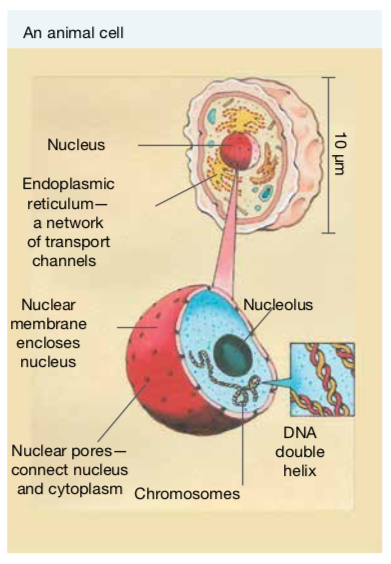 An animal cell
Nucleus
10 µm
Endoplasmic
reticulum—
a network
of transport
channels
Nuclear
membrane
encloses
nucleus
Nucleolus
DNA
double
helix
Nuclear pores—
connect nucleus
and cytoplasm
Chromosomes